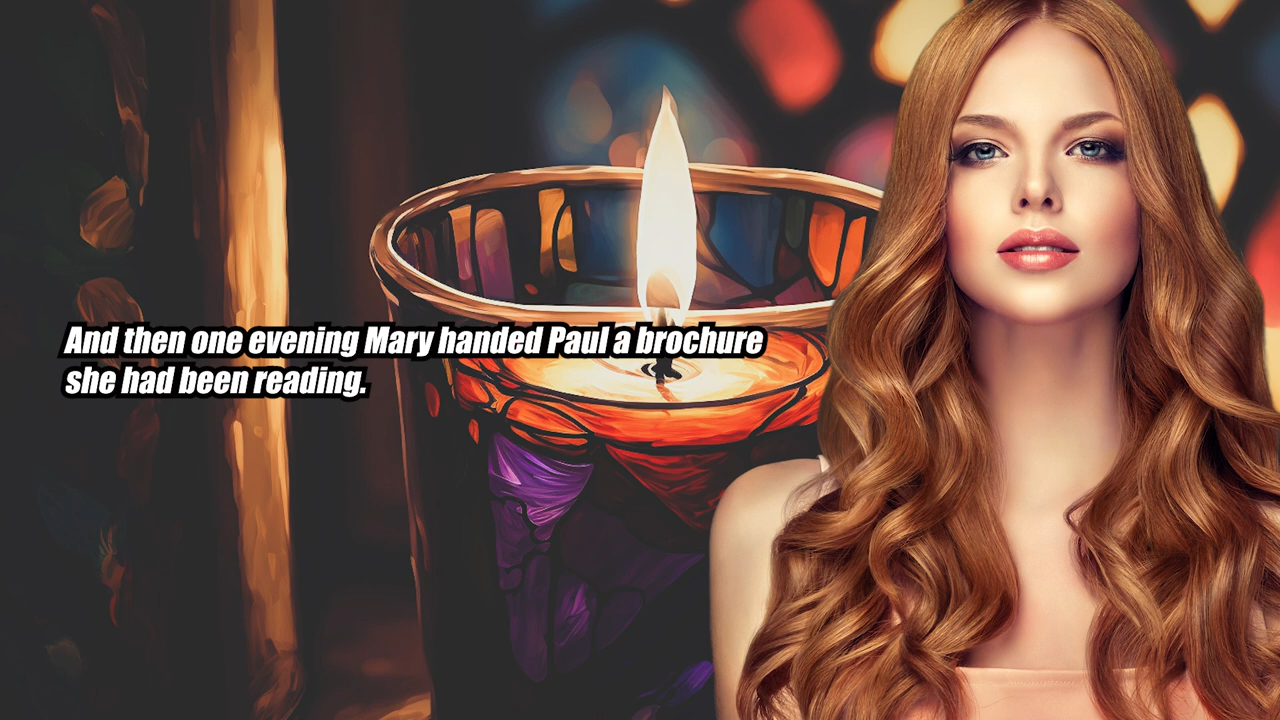 And then one evening Mary handed Paul a brochure
she had been reading.